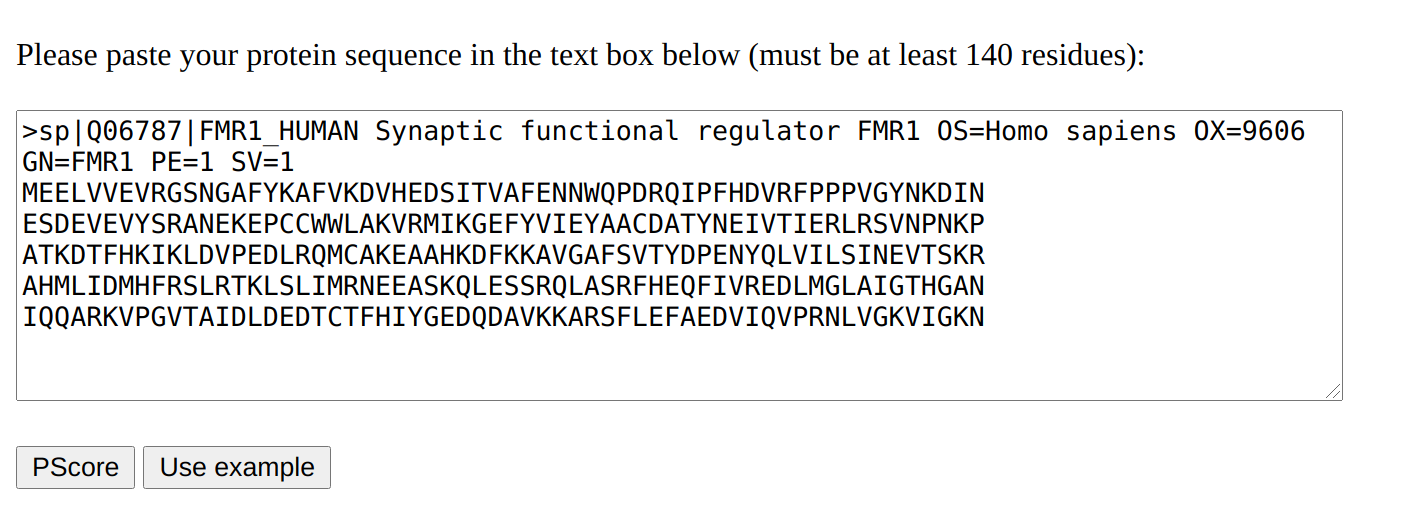 Please paste your protein sequence in the text box below (must be at least 140 residues):
>sp|Q06787|FMR1_HUMAN Synaptic functional regulator FMR1 OS=Homo sapiens OX=9606
GN=FMR1 PE=1 SV=1
MEELVVEVRGSNGAFYKAFVKDVHEDSITVAFENNWQPDRQIPFHDVRFPPPVGYNKDIN
ESDEVEVYSRANEKEPCCWWLAKVRMIKGEFYVIEYAACDATYNEIVTIERLRSVNPNKP
ATKDTFHKIKLDVPEDLRQMCAKEAAHKDFKKAVGAFSVTYDPENYQLVILSINEVTSKR
AHMLIDMHFRSLRTKLSLIMRNEEASKQLESSRQLASRFHEQFIVREDLMGLAIGTHGAN
IQQARKVPGVTAIDLDEDTCTFHIYGEDQDAVKKARSFLEFAEDVIQVPRNLVGKVIGKN
PScore Use example